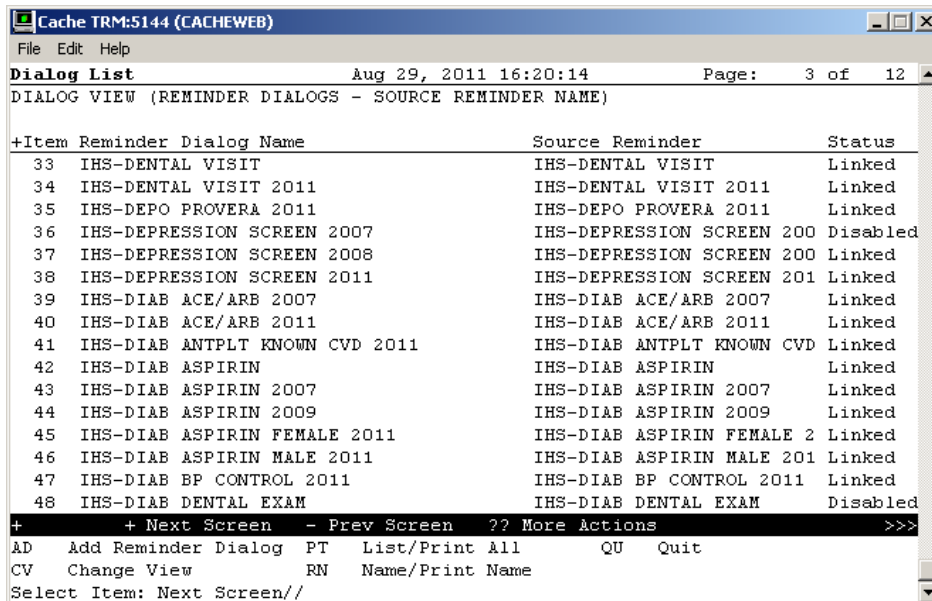 Cache TRM:5144 (CACHEWEB)
File Edit Help
Dialog List Aug 29, 2011 16:20:14 Page: 3 of 12
DIALOG VIEW (REMINDER DIALOGS - SOURCE REMINDER NAME)
+Item Reminder Dialog Name Source Reminder Status
33 IHS-DENTAL VISIT IHS-DENTAL VISIT Linked
34 IHS-DENTAL VISIT 2011 IHS-DENTAL VISIT 2011 Linked
35 IHS-DEPO PROVERA 2011 IHS-DEPO PROVERA 2011 Linked
36 IHS-DEPRESSION SCREEN 2007 IHS-DEPRESSION SCREEN 200 Disabled
37 IHS-DEPRESSION SCREEN 2008 IHS-DEPRESSION SCREEN 200 Linked
38 IHS-DEPRESSION SCREEN 2011 IHS-DEPRESSION SCREEN 201 Linked
39 IHS-DIAB ACE/ARB 2007 IHS-DIAB ACE/ARB 2007 Linked
40 IHS-DIAB ACE/ARB 2011 IHS-DIAB ACE/ARB 2011 Linked
41 IHS-DIAB ANTPLT KNOWN CVD 2011 IHS-DIAB ANTPLT KNOWN CVD Linked
42 IHS-DIAB ASPIRIN IHS-DIAB ASPIRIN Linked
43 IHS-DIAB ASPIRIN 2007 IHS-DIAB ASPIRIN 2007 Linked
44 IHS-DIAB ASPIRIN 2009 IHS-DIAB ASPIRIN 2009 Linked
45 IHS-DIAB ASPIRIN FEMALE 2011 IHS-DIAB ASPIRIN FEMALE 2 Linked
46 IHS-DIAB ASPIRIN MALE 2011 IHS-DIAB ASPIRIN MALE 201 Linked
47 IHS-DIAB BP CONTROL 2011 IHS-DIAB BP CONTROL 2011 Linked
48 IHS-DIAB DENTAL EXAM IHS-DIAB DENTAL EXAM Disabled
+ + Next Screen - Prev Screen ?? More Actions >>>
AD Add Reminder Dialog PT List/Print All QU Quit
CV Change View RN Name/Print Name
Select Item: Next Screen//